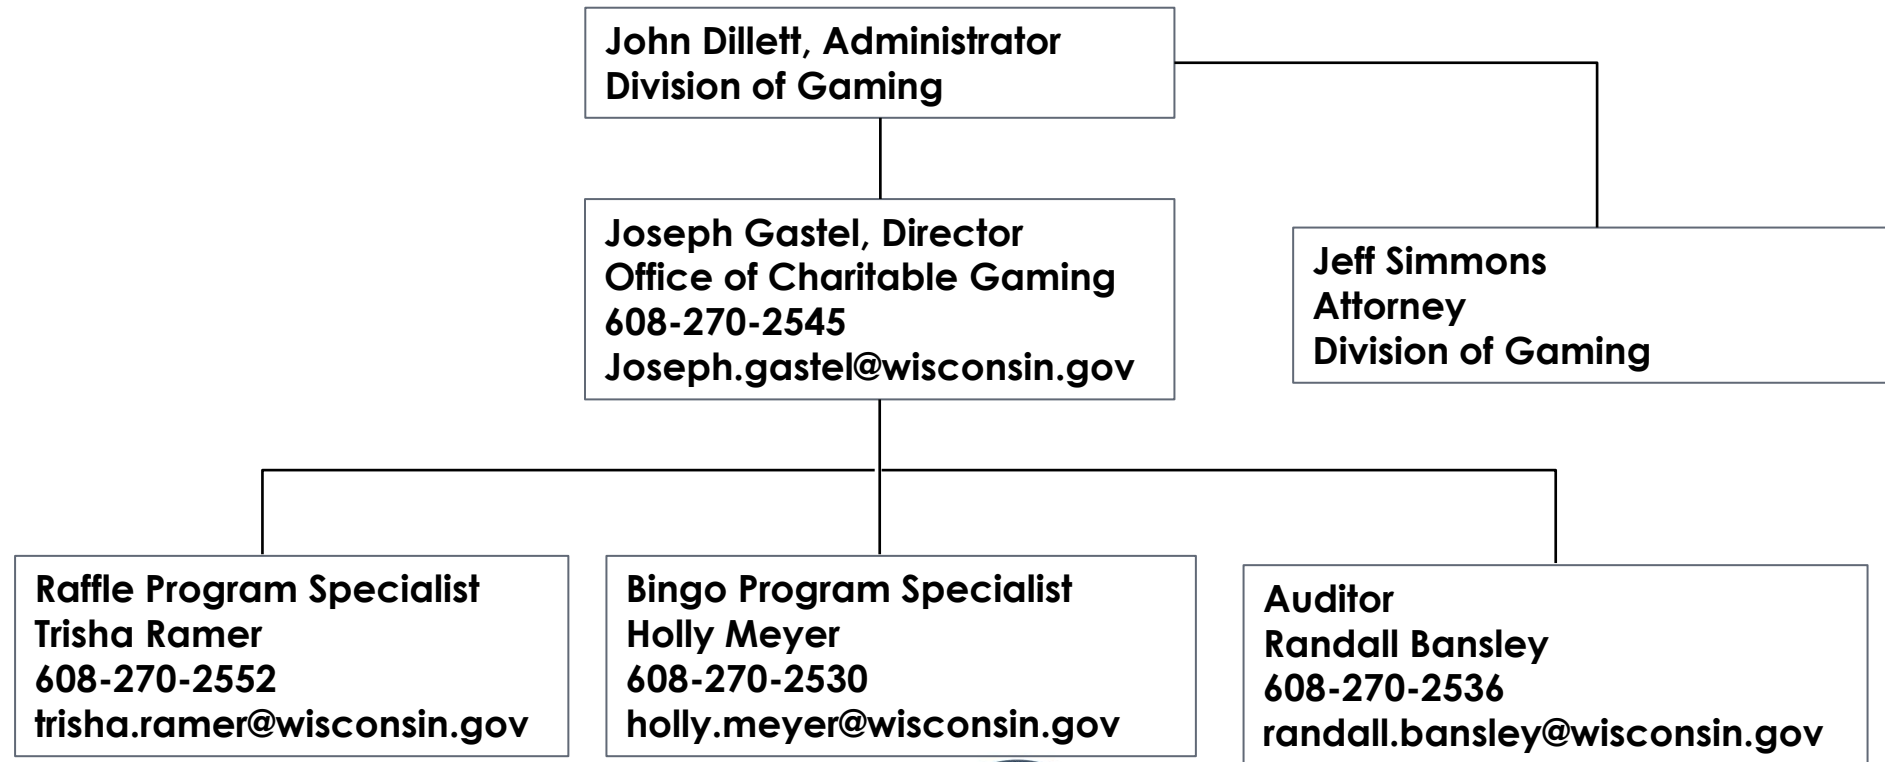 John Dillett, Administrator
Division of Gaming
Joseph Gastel, Director
Office of Charitable Gaming
608-270-2545
Joseph.gastel@wisconsin.gov
Jeff Simmons
Attorney
Division of Gaming
Raffle Program Specialist
Trisha Ramer
608-270-2552
trisha.ramer@wisconsin.gov
Bingo Program Specialist
Holly Meyer
608-270-2530
holly.meyer@wisconsin.gov
Auditor
Randall Bansley
608-270-2536
randall.bansley@wisconsin.gov